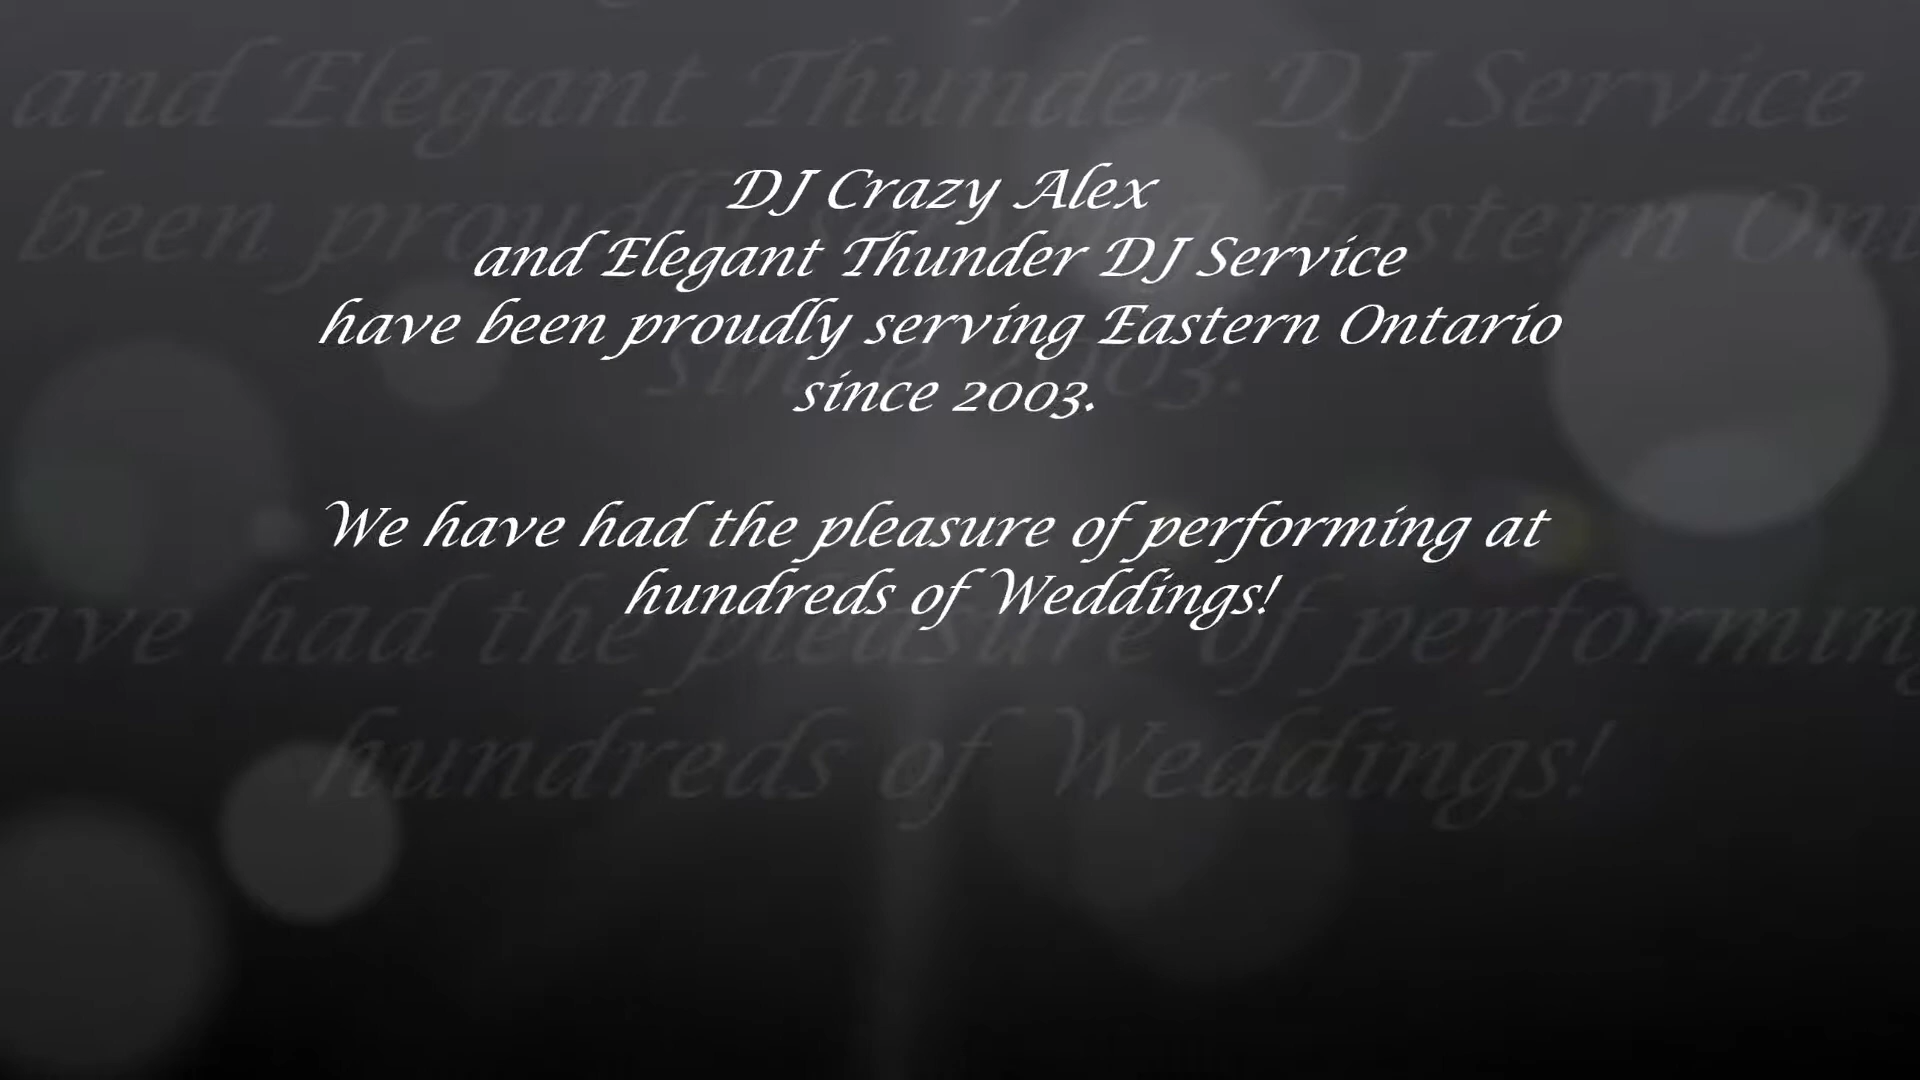 DJ Crazy Alex
and Elegant Thunder DJ Service
have been proudly serving Eastern Ontario
since 2003.
We have had the pleasure of performing at
hundreds of Weddings!